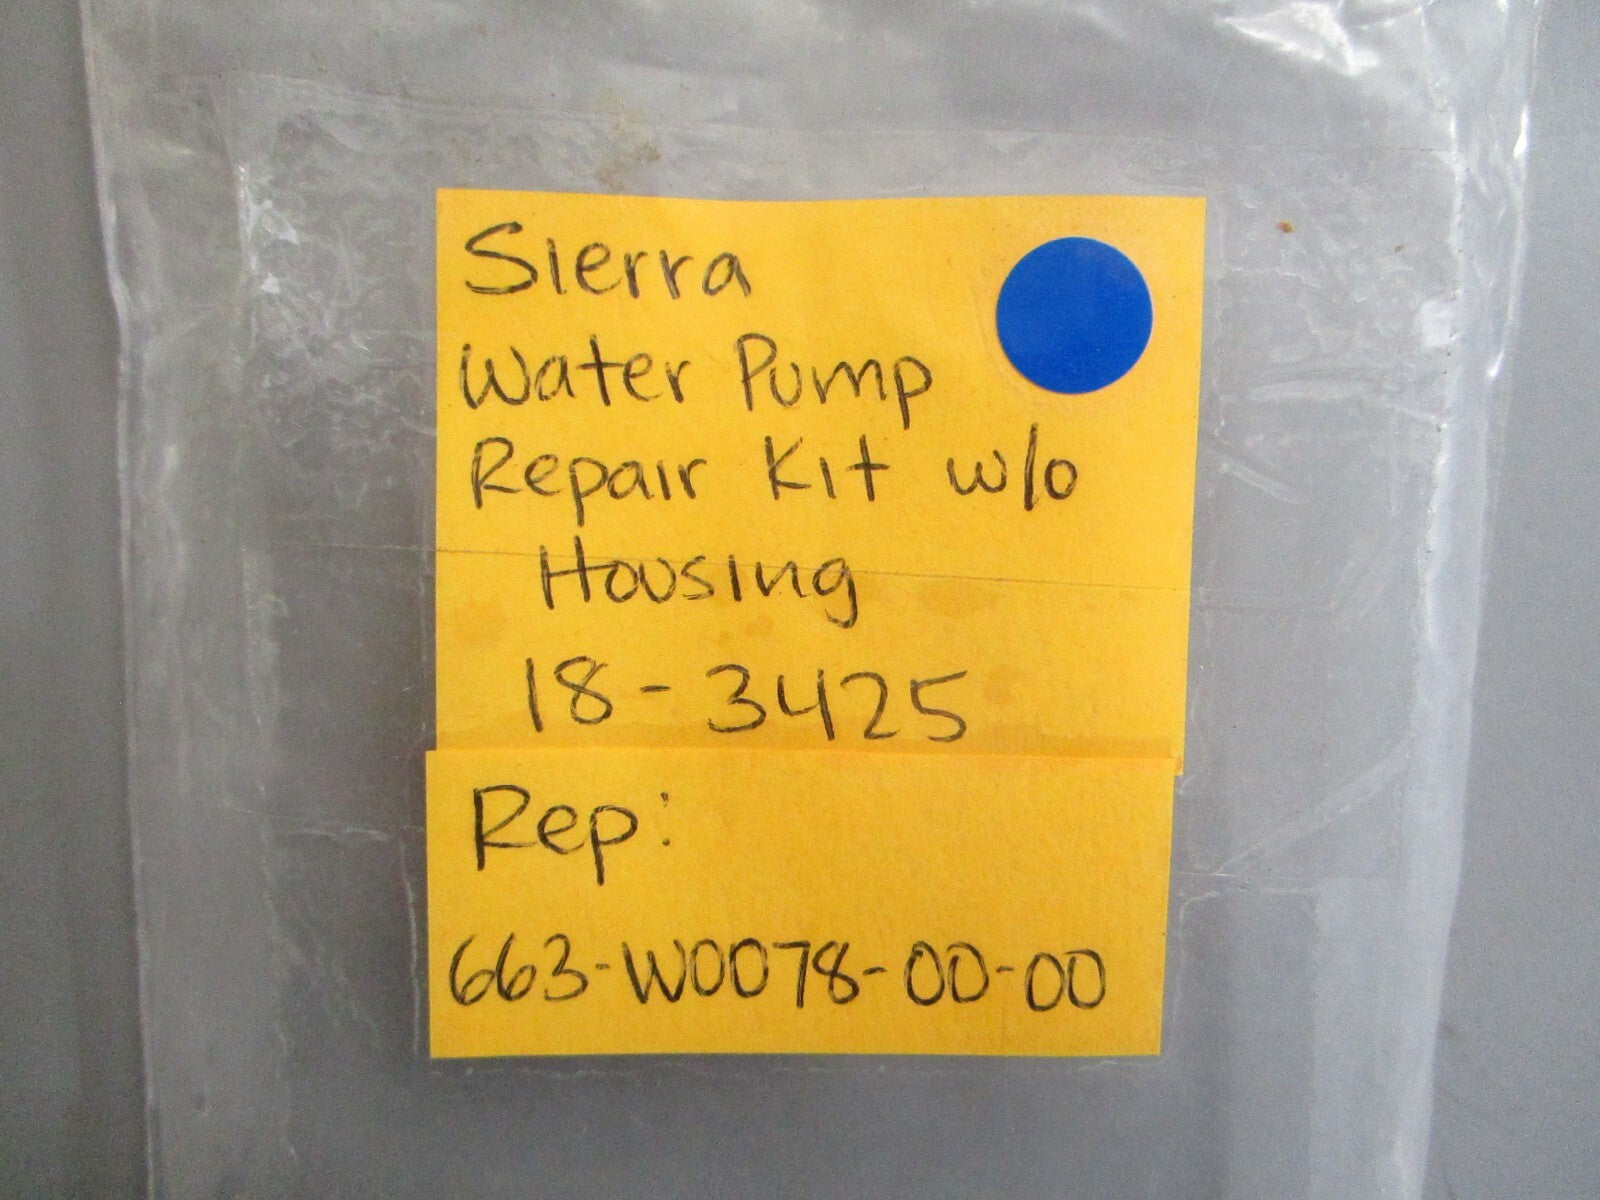 Sierra
Water Pump
Repair Kit w/o
Housing
18-3425
Rep:
663-W0078-00-00